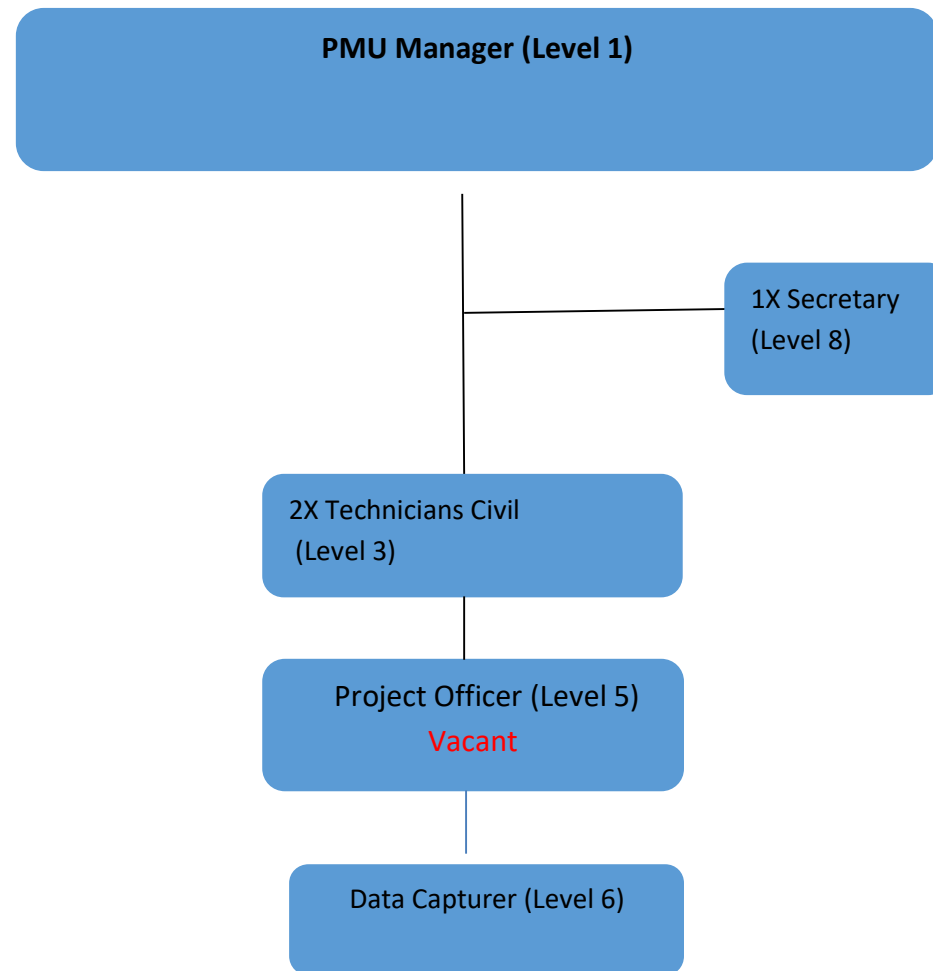 PMU Manager (Level 1)
1X Secretary
(Level 8)
2X Technicians Civil
(Level 3)
Project Officer (Level 5)
Vacant
Data Capturer (Level 6)